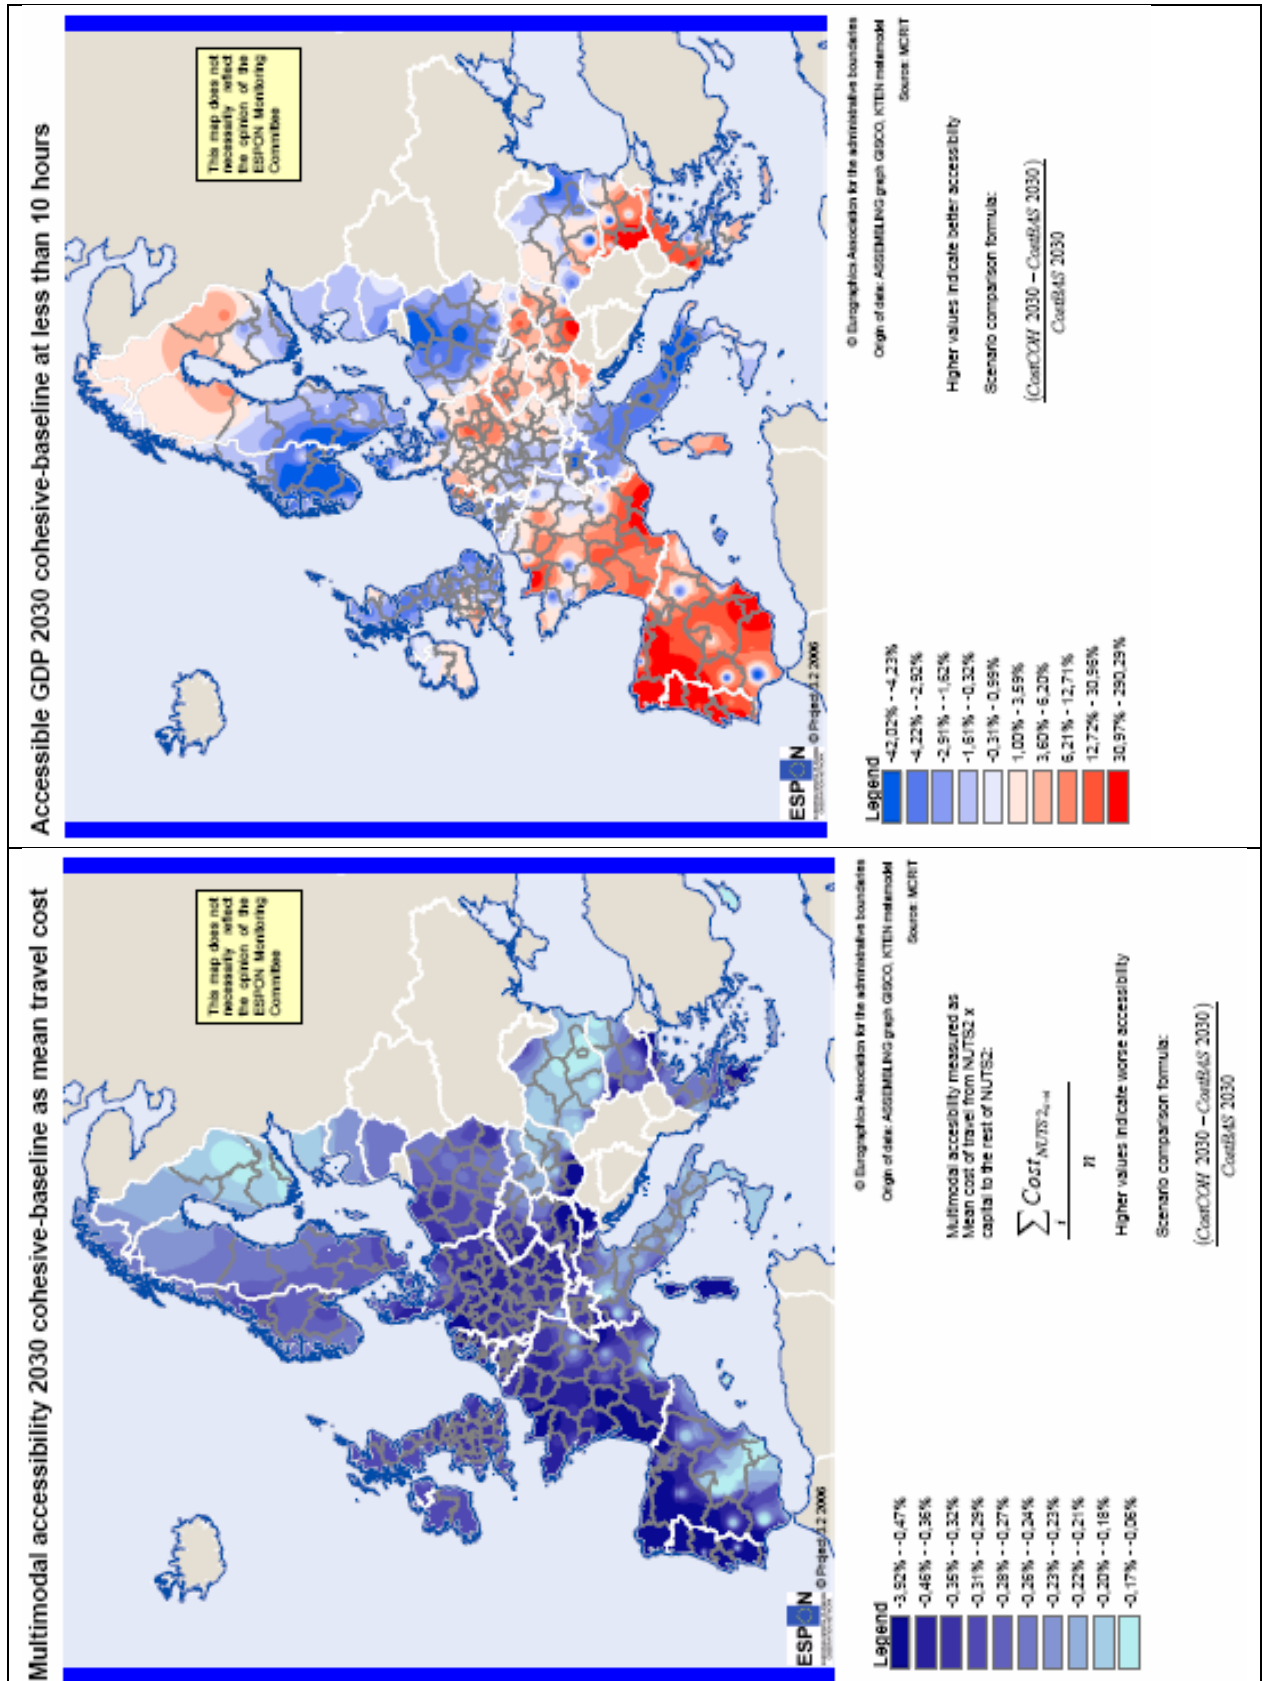 Accessible GDP 2030 cohesive-baseline at less than 10 hours
This map does not
necessarily reflect
the opinion of the
ESPON Monitoring
Committee
ESPON
© Project 3.2 2006
© Eurographics Association for the administrative boundaries
Origin of data: ASSEMBLING graph GISCO, KTEN metamodel
Source: MCRIT
Legend
-42,02% - -4,23%
-4,22% - -2,92%
-2,91% - -1,62%
-1,61% - -0,32%
-0,31% - 0,99%
1,00% - 3,59%
3,60% - 6,20%
6,21% - 12,71%
12,72% - 30,96%
30,97% - 290,29%
Higher values indicate better accessibility
Scenario comparison formula:
(CostCOH 2030 - CostBAS 2030)
CostBAS 2030
Multimodal accessibility 2030 cohesive-baseline as mean travel cost
This map does not
necessarily reflect
the opinion of the
ESPON Monitoring
Committee
ESPON
© Project 3.2 2006
© Eurographics Association for the administrative boundaries
Origin of data: ASSEMBLING graph GISCO, KTEN metamodel
Source: MCRIT
Legend
-3,92% - -0,47%
-0,46% - -0,36%
-0,35% - -0,32%
-0,31% - -0,29%
-0,28% - -0,27%
-0,26% - -0,24%
-0,23% - -0,23%
-0,22% - -0,21%
-0,20% - -0,18%
-0,17% - -0,06%
Multimodal accesibility measured as
Mean cost of travel from NUTS2 x
capital to the rest of NUTS2:
∑ Cost NUTS2
i
n
Higher values indicate worse accessibility
Scenario comparison formula:
(CostCOH 2030 - CostBAS 2030)
CostBAS 2030